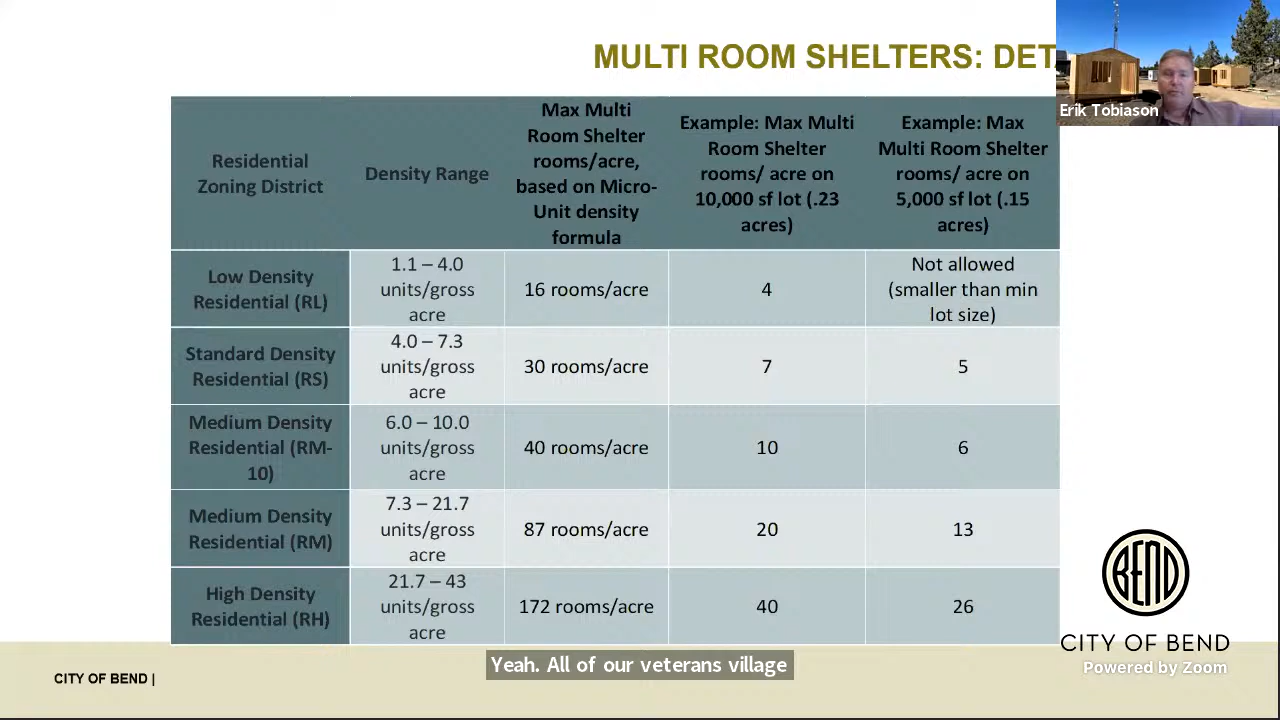 MULTI ROOM SHELTERS: DET
Erik Tobiason
Residential
Zoning District
Density Range
Max Multi
Room Shelter
rooms/acre,
based on Micro-
Unit density
formula
Example: Max Multi
Room Shelter
rooms/ acre on
10,000 sf lot (.23
acres)
Example: Max
Multi Room Shelter
rooms/ acre on
5,000 sf lot (.15
acres)
Low Density
Residential (RL)
1.1 – 4.0
units/gross
acre
16 rooms/acre
4
Not allowed
(smaller than min
lot size)
Standard Density
Residential (RS)
4.0 – 7.3
units/gross
acre
30 rooms/acre
7
5
Medium Density
Residential (RM-
10)
6.0 – 10.0
units/gross
acre
40 rooms/acre
10
6
Medium Density
Residential (RM)
7.3 – 21.7
units/gross
acre
87 rooms/acre
20
13
High Density
Residential (RH)
21.7 – 43
units/gross
acre
172 rooms/acre
40
26
BEND
CITY OF BEND
Powered by Zoom
Yeah. All of our veterans village
CITY OF BEND |